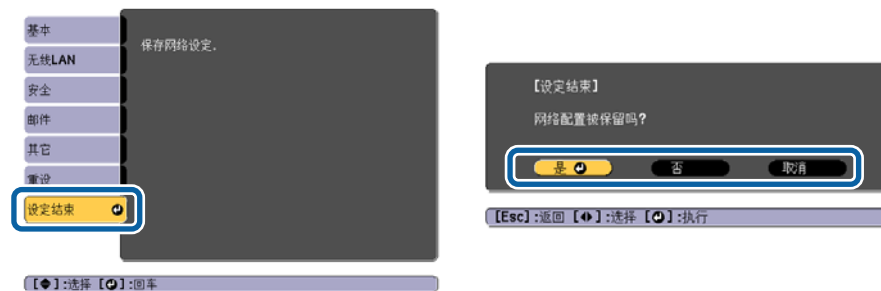 基本
无线LAN
安全
邮件
其它
重设
设定结束
保存网络设定.
[◆]:选择 [⏎]:回车
【设定结束】
网络配置被保留吗?
是 否 取消
[Esc]:返回 [◆]:选择 [⏎]:执行